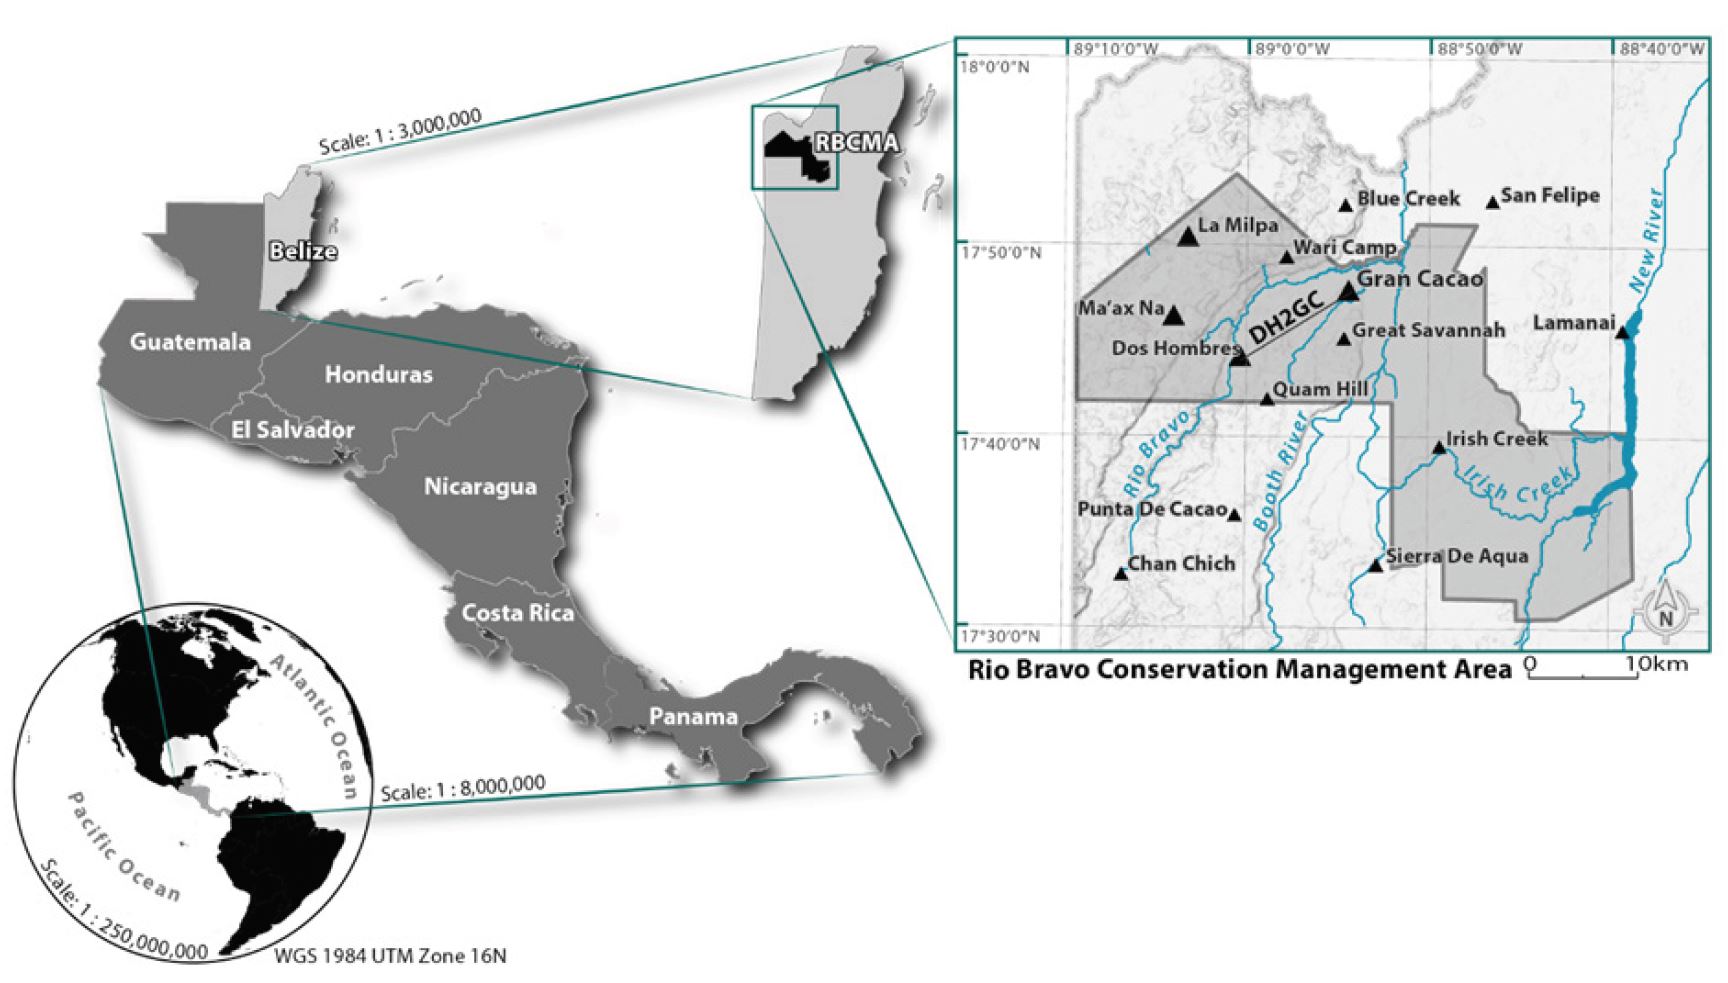 Scale: 1 : 3,000,000
RBCMA
Belize
Guatemala
Honduras
El Salvador
Nicaragua
Costa Rica
Panama
Scale: 1 : 8,000,000
Atlantic Ocean
Pacific Ocean
Scale: 1 : 250,000,000
WGS 1984 UTM Zone 16N
89°10'0"W
89°0'0"W
88°50'0"W
88°40'0"W
18°0'0"N
17°50'0"N
17°40'0"N
17°30'0"N
Blue Creek
San Felipe
La Milpa
Wari Camp
New River
Gran Cacao
Ma'ax Na
DH2GC
Great Savannah
Lamanai
Dos Hombres
Quam Hill
Rio Bravo
Booth River
Irish Creek
Irish Creek
Punta De Cacao
Chan Chich
Sierra De Aqua
N
Rio Bravo Conservation Management Area
0 10km